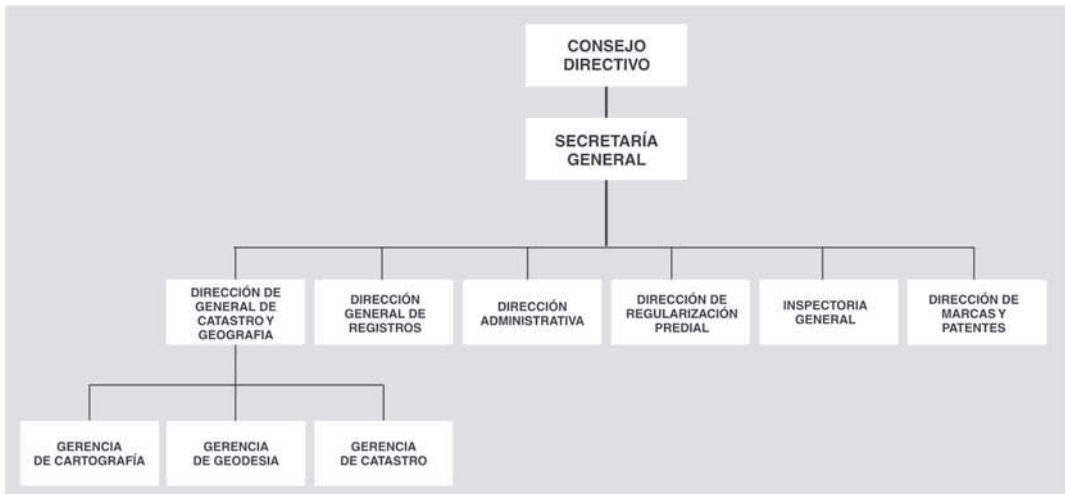 CONSEJO
DIRECTIVO
SECRETARÍA
GENERAL
DIRECCIÓN DE
GENERAL DE
CATASTRO Y
GEOGRAFIA
DIRECCIÓN
GENERAL DE
REGISTROS
DIRECCIÓN
ADMINISTRATIVA
DIRECCIÓN DE
REGULARIZACIÓN
PREDIAL
INSPECTORIA
GENERAL
DIRECCIÓN DE
MARCAS Y
PATENTES
GERENCIA
DE CARTOGRAFÍA
GERENCIA
DE GEODESIA
GERENCIA
DE CATASTRO